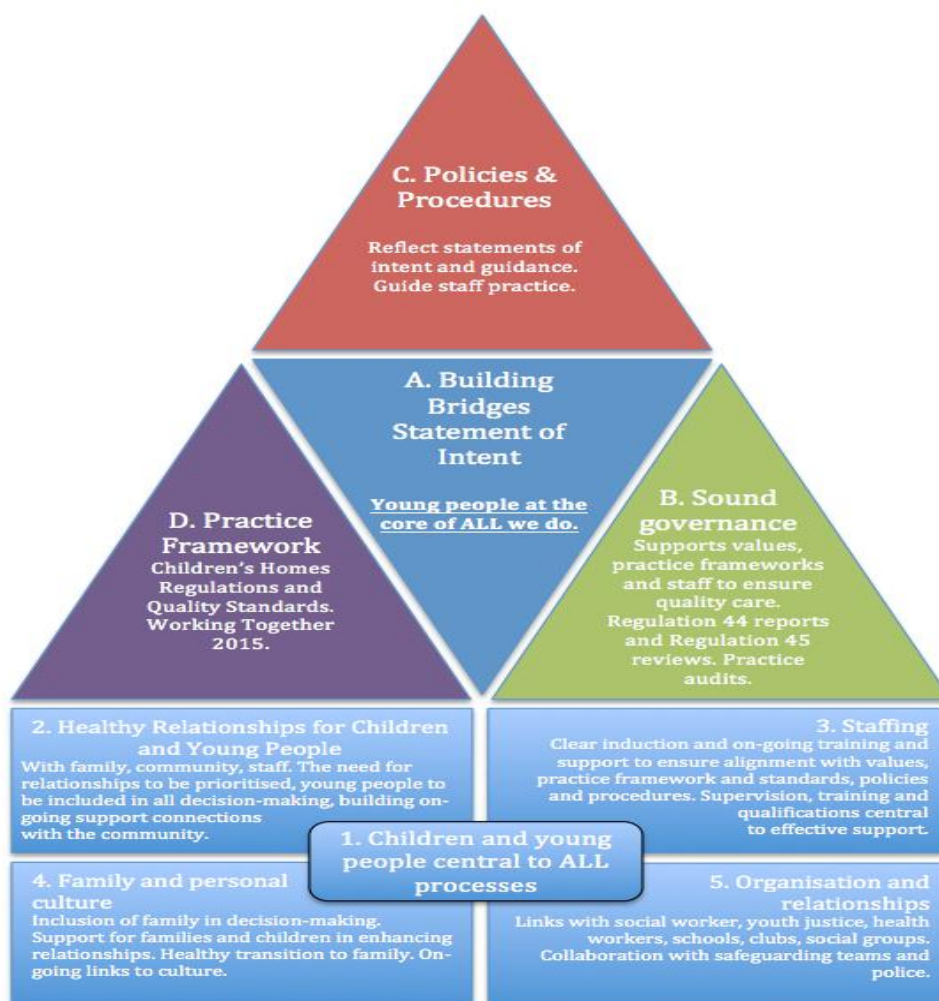 C. Policies &
Procedures
Reflect statements of
intent and guidance.
Guide staff practice.
A. Building
Bridges
Statement of
Intent
Young people at the
core of ALL we do.
D. Practice
Framework
Children's Homes
Regulations and
Quality Standards.
Working Together
2015.
B. Sound
governance
Supports values,
practice frameworks
and staff to ensure
quality care.
Regulation 44 reports
and Regulation 45
reviews. Practice
audits.
2. Healthy Relationships for Children
and Young People
With family, community, staff. The need for
relationships to be prioritised, young people to
be included in all decision-making, building on-
going support connections
with the community.
3. Staffing
Clear induction and on-going training and
support to ensure alignment with values,
practice framework and standards, policies
and procedures. Supervision, training and
qualifications central
to effective support.
1. Children and young
people central to ALL
processes
4. Family and personal
culture
Inclusion of family in decision-making.
Support for families and children in enhancing
relationships. Healthy transition to family. On-
going links to culture.
5. Organisation and
relationships
Links with social worker, youth justice, health
workers, schools, clubs, social groups.
Collaboration with safeguarding teams and
police.